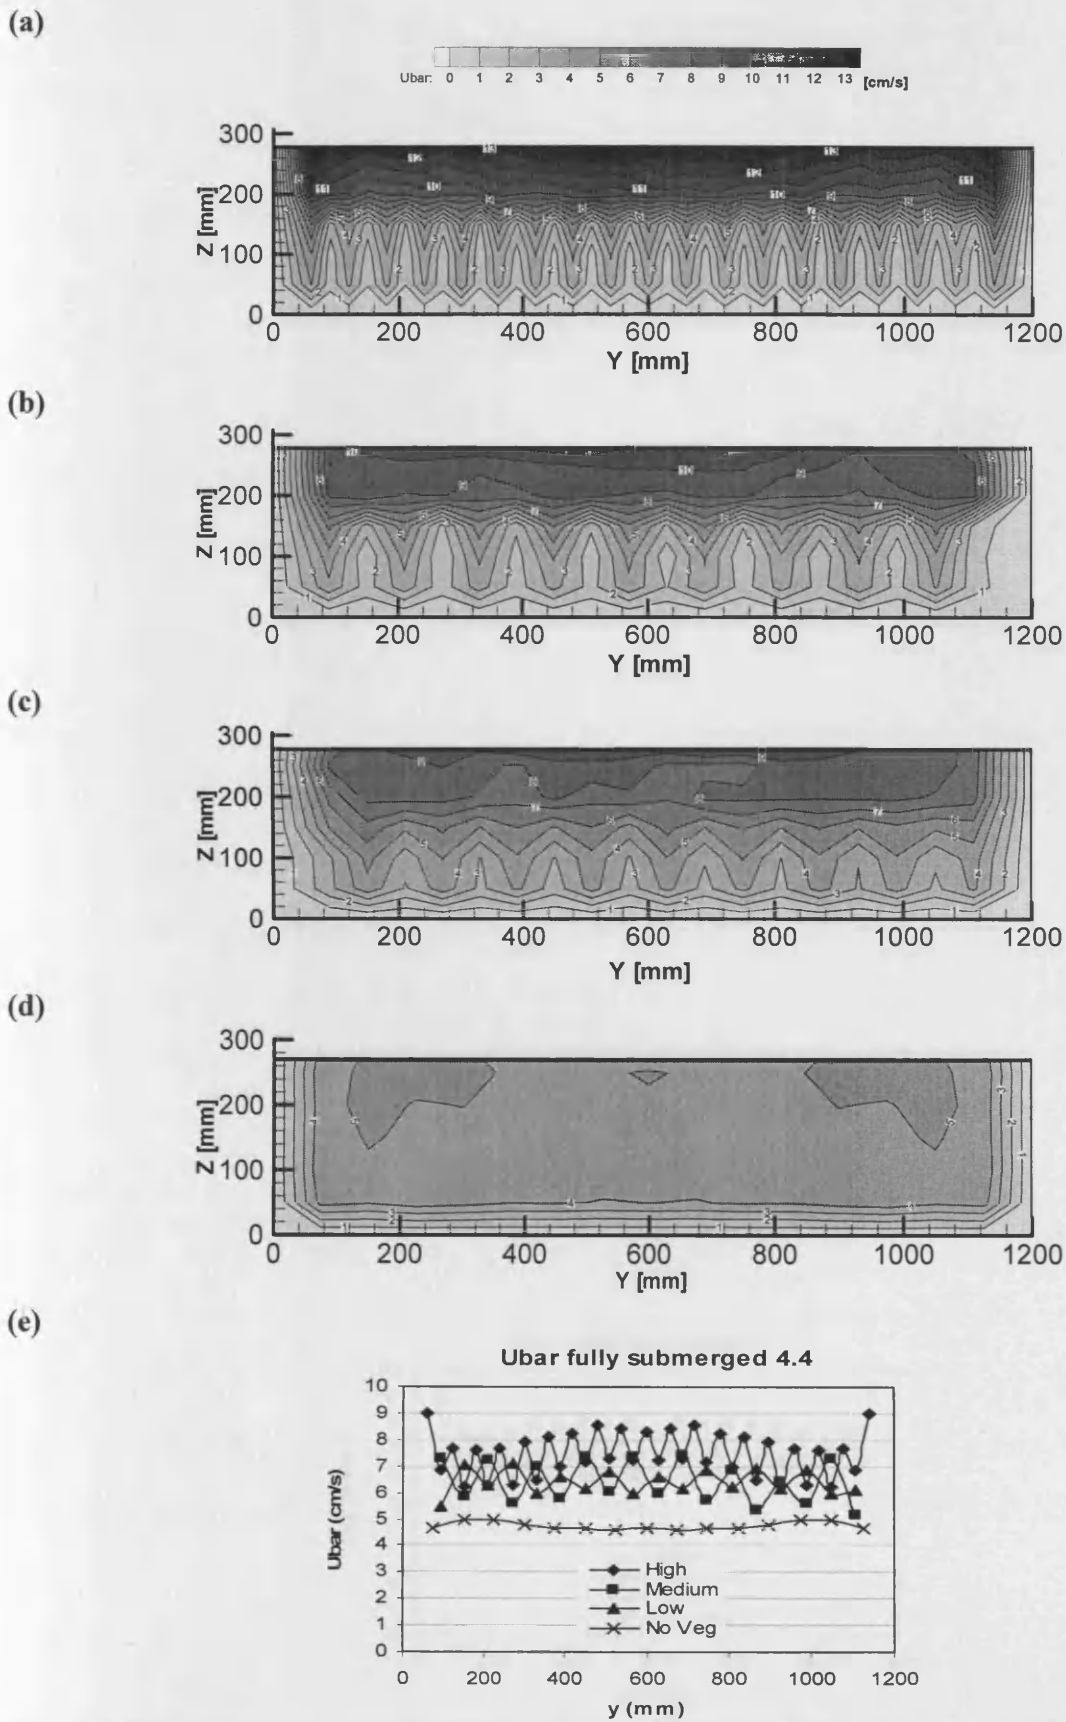 (a)
Ubar: 0 1 2 3 4 5 6 7 8 9 10 11 12 13 [cm/s]
300
200
100
0
Z [mm]
0 200 400 600 800 1000 1200
Y [mm]
(b)
300
200
100
0
Z [mm]
0 200 400 600 800 1000 1200
Y [mm]
(c)
300
200
100
0
Z [mm]
0 200 400 600 800 1000 1200
Y [mm]
(d)
300
200
100
0
Z [mm]
0 200 400 600 800 1000 1200
Y [mm]
(e)
Ubar fully submerged 4.4
10
9
8
7
6
5
4
3
2
1
0
Ubar (cm/s)
High
Medium
Low
No Veg
0 200 400 600 800 1000 1200
y (mm)